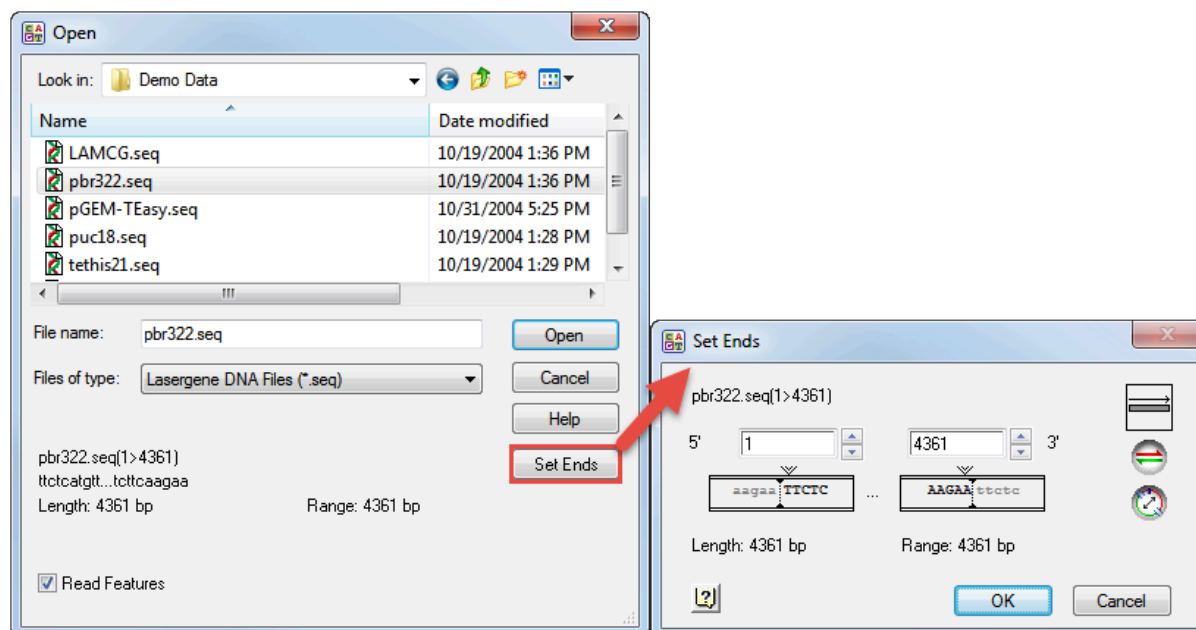 Open
Look in: Demo Data
Name Date modified
LAMCG.seq 10/19/2004 1:36 PM
pbr322.seq 10/19/2004 1:36 PM
pGEM-TEasy.seq 10/31/2004 5:25 PM
puc18.seq 10/19/2004 1:28 PM
tethis21.seq 10/19/2004 1:29 PM
File name: pbr322.seq Open
Files of type: Lasergene DNA Files (*.seq) Cancel
Help
Set Ends
pbr322.seq(1>4361)
ttctcatgtt...tcttcaagaa
Length: 4361 bp Range: 4361 bp
Read Features
Set Ends
pbr322.seq(1>4361)
5' 1 4361 3'
aagaa TTCTC ... AAGAA ttctc
Length: 4361 bp Range: 4361 bp
OK Cancel